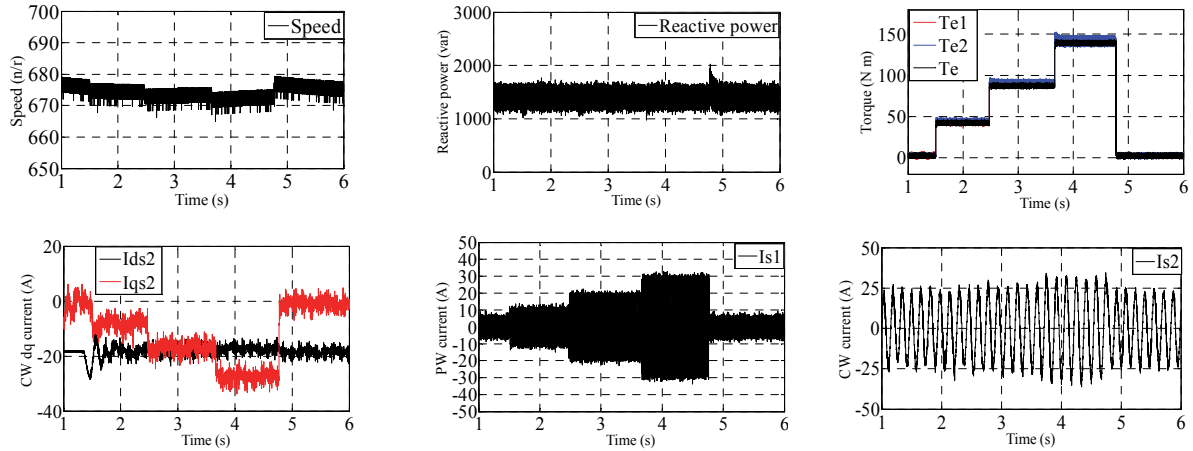 700
690
680
670
660
650
Speed (n/r)
Speed
1 2 3 4 5 6
Time (s)
3000
2000
1000
0
Reactive power (var)
Reactive power
1 2 3 4 5 6
Time (s)
150
100
50
0
Torque (N m)
Te1
Te2
Te
1 2 3 4 5 6
Time (s)
20
0
-20
-40
CW dq current (A)
Ids2
Iqs2
1 2 3 4 5 6
Time (s)
50
40
30
20
10
0
-10
-20
-30
-40
-50
PW current (A)
Is1
1 2 3 4 5 6
Time (s)
50
25
0
-25
-50
CW current (A)
Is2
1 2 3 4 5 6
Time (s)